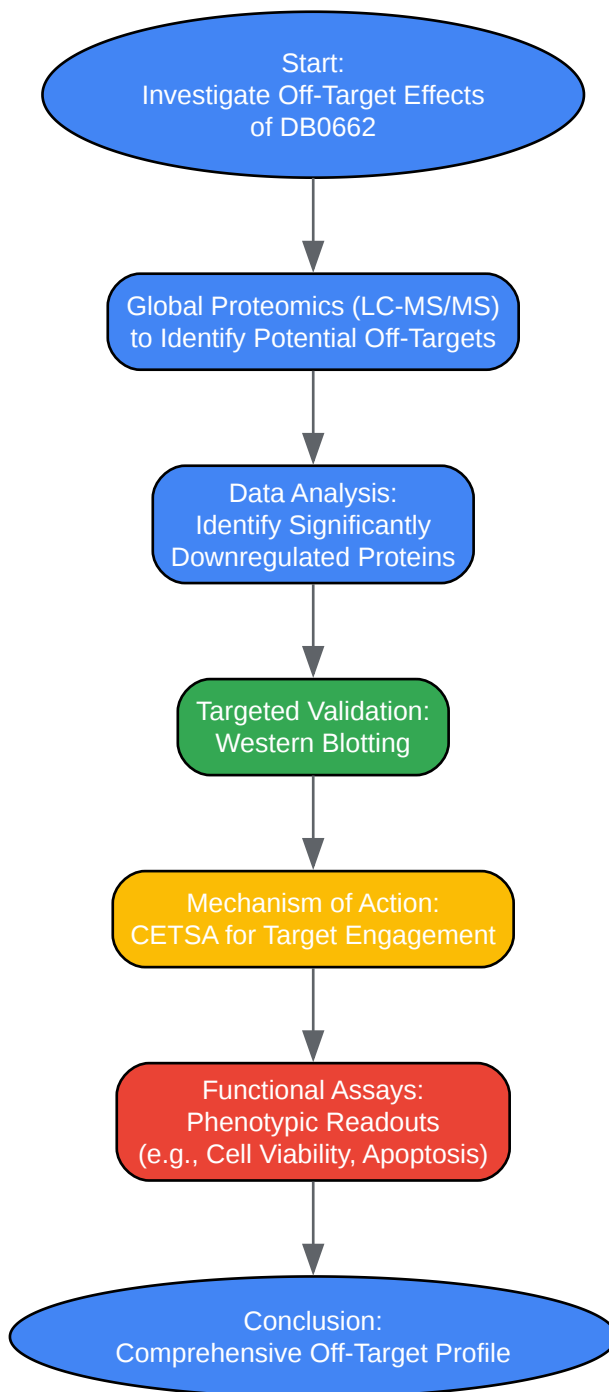 Start:
Investigate Off-Target Effects
of DB0662
Global Proteomics (LC-MS/MS)
to Identify Potential Off-Targets
Data Analysis:
Identify Significantly
Downregulated Proteins
Targeted Validation:
Western Blotting
Mechanism of Action:
CETSA for Target Engagement
Functional Assays:
Phenotypic Readouts
(e.g., Cell Viability, Apoptosis)
Conclusion:
Comprehensive Off-Target Profile